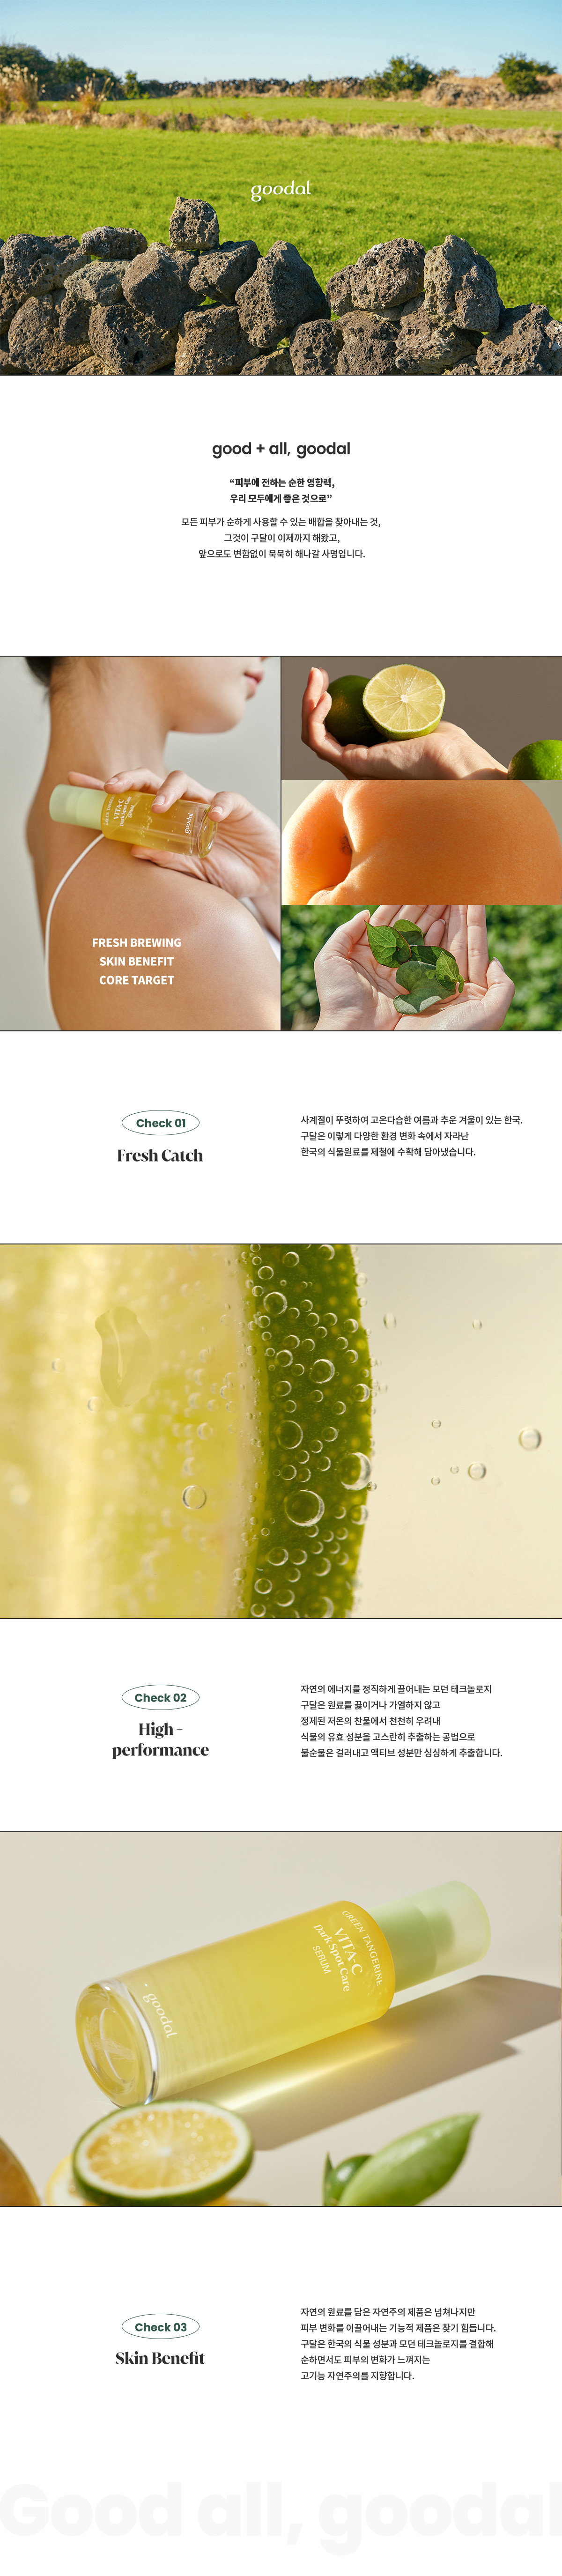 goodal
good + all, goodal
“피부에 전하는 순한 영향력,
우리 모두에게 좋은 것으로”
모든 피부가 순하게 사용할 수 있는 배합을 찾아내는 것,
그것이 구달이 이제까지 해왔고,
앞으로도 변함없이 묵묵히 해나갈 사명입니다.
GREEN TANGERINE
VITA-C
Dark Spot Care
SERUM
goodal
FRESH BREWING
SKIN BENEFIT
CORE TARGET
Check 01
Fresh Catch
사계절이 뚜렷하여 고온다습한 여름과 추운 겨울이 있는 한국.
구달은 이렇게 다양한 환경 변화 속에서 자라난
한국의 식물원료를 제철에 수확해 담아냈습니다.
Check 02
High –
performance
자연의 에너지를 정직하게 끌어내는 모던 테크놀로지
구달은 원료를 끓이거나 가열하지 않고
정제된 저온의 찬물에서 천천히 우려내
식물의 유효 성분을 고스란히 추출하는 공법으로
불순물은 걸러내고 액티브 성분만 싱싱하게 추출합니다.
GREEN TANGERINE
VITA-C
Dark Spot Care
SERUM
goodal
Check 03
Skin Benefit
자연의 원료를 담은 자연주의 제품은 넘쳐나지만
피부 변화를 이끌어내는 기능적 제품은 찾기 힘듭니다.
구달은 한국의 식물 성분과 모던 테크놀로지를 결합해
순하면서도 피부의 변화가 느껴지는
고기능 자연주의를 지향합니다.
Good all, goodal